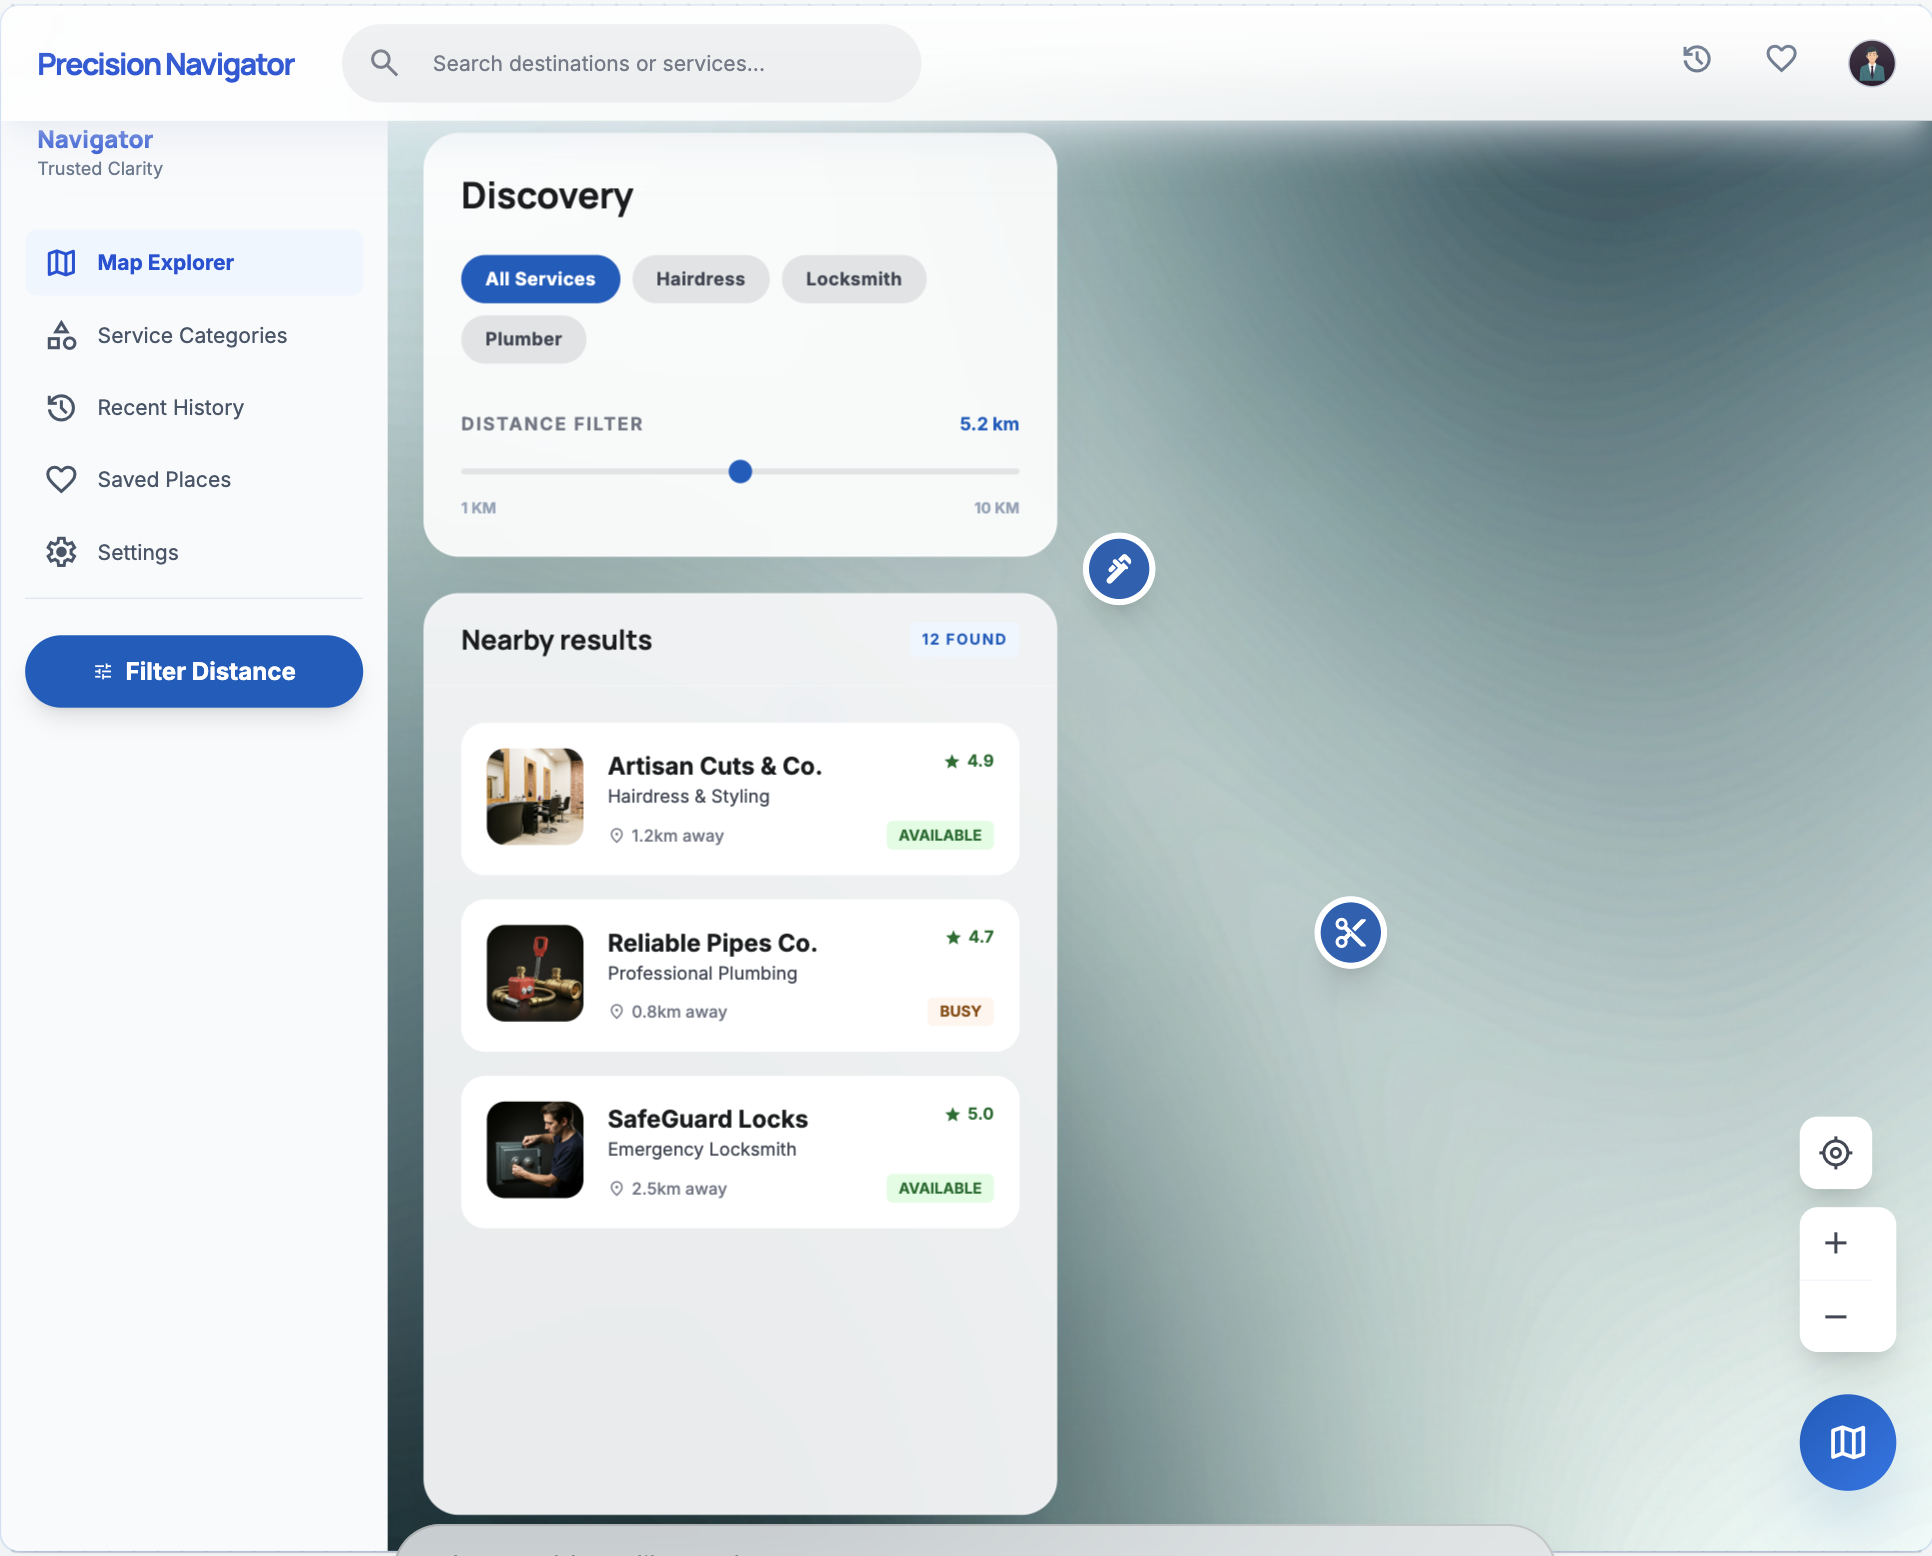 Precision Navigator
Search destinations or services...
Navigator
Trusted Clarity
Map Explorer
Service Categories
Recent History
Saved Places
Settings
Filter Distance
Discovery
All Services
Hairdress
Locksmith
Plumber
DISTANCE FILTER
5.2 km
1 KM
10 KM
Nearby results
12 FOUND
Artisan Cuts & Co.
4.9
Hairdress & Styling
1.2km away
AVAILABLE
Reliable Pipes Co.
4.7
Professional Plumbing
0.8km away
BUSY
SafeGuard Locks
5.0
Emergency Locksmith
2.5km away
AVAILABLE